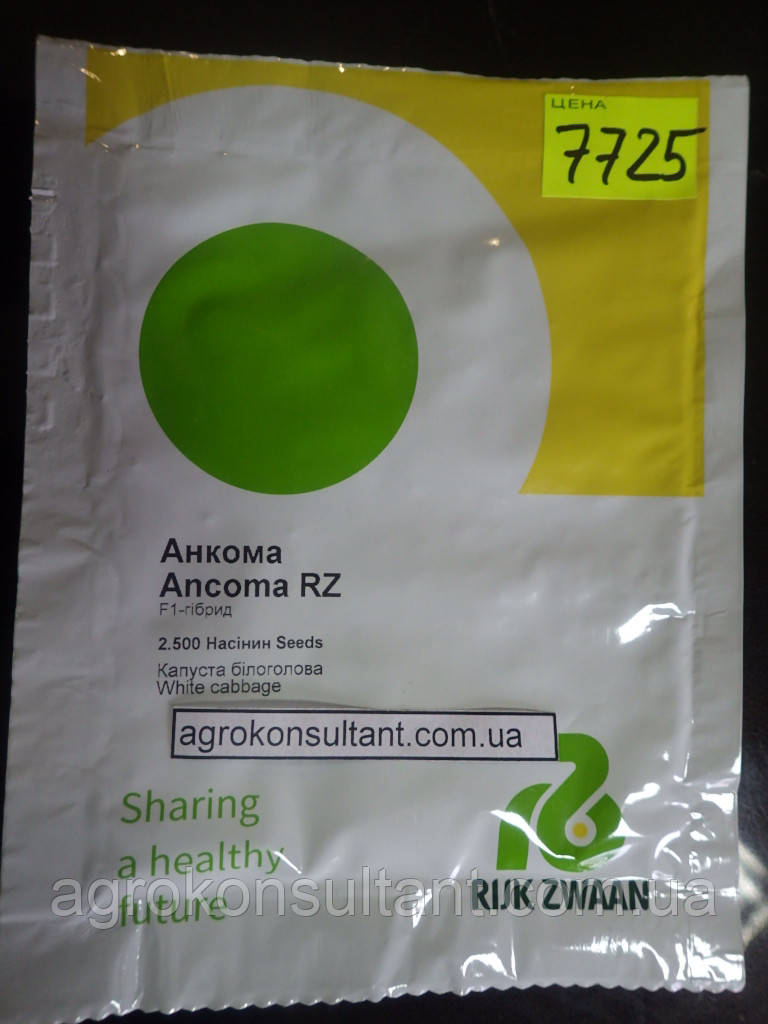 ЦЕНА
7725
Анкома
Ancoma RZ
F1-гібрид
2.500 Насінин Seeds
Капуста білоголова
White cabbage
agrokonsultant.com.ua
Sharing
a healthy
future
RIJK ZWAAN
agrokonsultant.com.ua